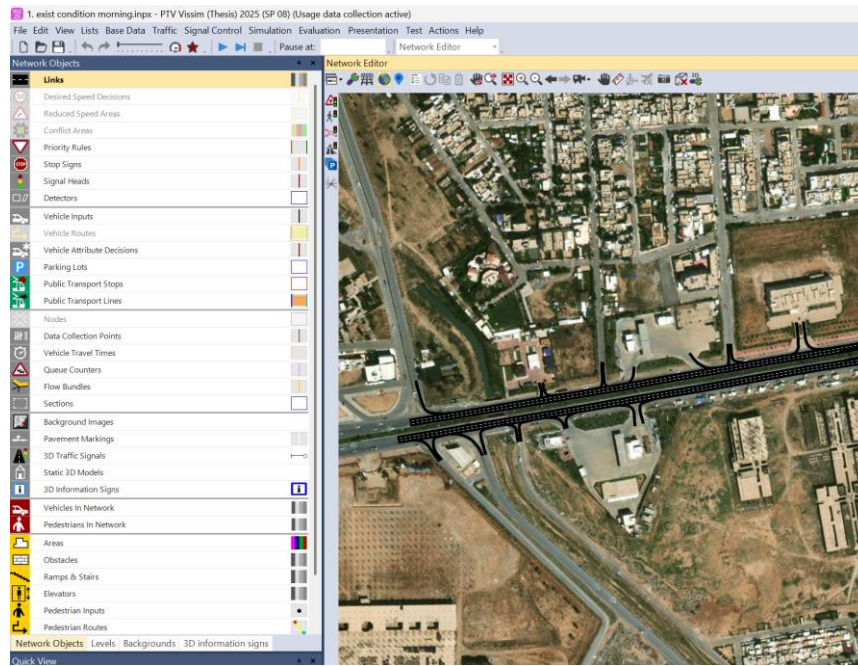 1. exist condition morning.inpx - PTV Vissim (Thesis) 2025 (SP 08) (Usage data collection active)
File Edit View Lists Base Data Traffic Signal Control Simulation Evaluation Presentation Test Actions Help
Pause at: Network Editor
Network Objects
Network Editor
Links
Desired Speed Decisions
Reduced Speed Areas
Conflict Areas
Priority Rules
STOP Stop Signs
Signal Heads
Detectors
Vehicle Inputs
Vehicle Routes
Vehicle Attribute Decisions
P Parking Lots
Public Transport Stops
Public Transport Lines
Nodes
Data Collection Points
Vehicle Travel Times
Queue Counters
Flow Bundles
Sections
Background Images
Pavement Markings
3D Traffic Signals
Static 3D Models
3D Information Signs
Vehicles In Network
Pedestrians In Network
Areas
Obstacles
Ramps & Stairs
Elevators
Pedestrian Inputs
Pedestrian Routes
Network Objects Levels Backgrounds 3D information signs
Quick View